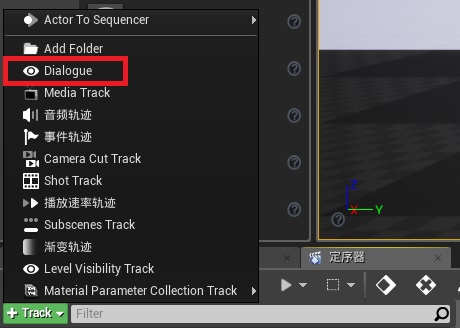 Actor To Sequencer
Add Folder
Dialogue
Media Track
音频轨迹
事件轨迹
Camera Cut Track
Shot Track
播放速率轨迹
Subscenes Track
渐变轨迹
Level Visibility Track
Material Parameter Collection Track
Track
Filter
定序器
Z
X
Y